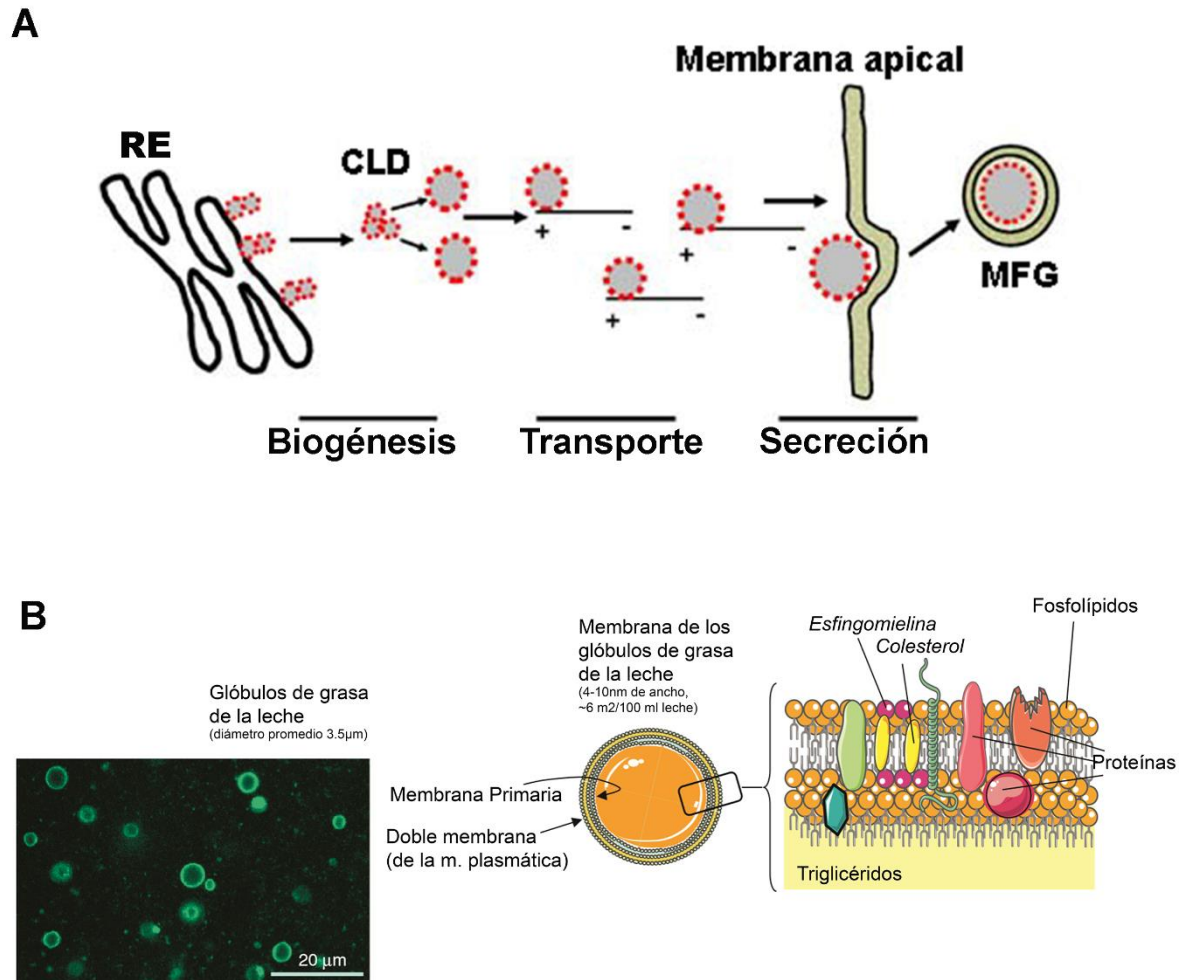 A
Membrana apical
RE
CLD
+ -
+ -
+ -
MFG
Biogénesis
Transporte
Secreción
B
Glóbulos de grasa
de la leche
(diámetro promedio 3.5µm)
20 µm
Membrana de los
glóbulos de grasa
de la leche
(4-10nm de ancho,
~6 m2/100 ml leche)
Membrana Primaria
Doble membrana
(de la m. plasmática)
Esfingomielina
Colesterol
Fosfolípidos
Proteínas
Triglicéridos